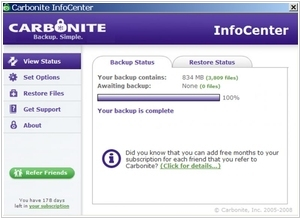 Carbonite InfoCenter
CARBONITE
Backup. Simple.
InfoCenter
View Status
Set Options
Restore Files
Get Support
About
Refer Friends
You have 178 days
left in your subscription
Backup Status
Restore Status
Your backup contains: 834 MB (3,809 files)
Awaiting backup: None (0 files)
100%
Your backup is complete
Did you know that you can add free months to your
subscription for each friend that you refer to
Carbonite? (Click for details...)
© Carbonite, Inc. 2005-2008